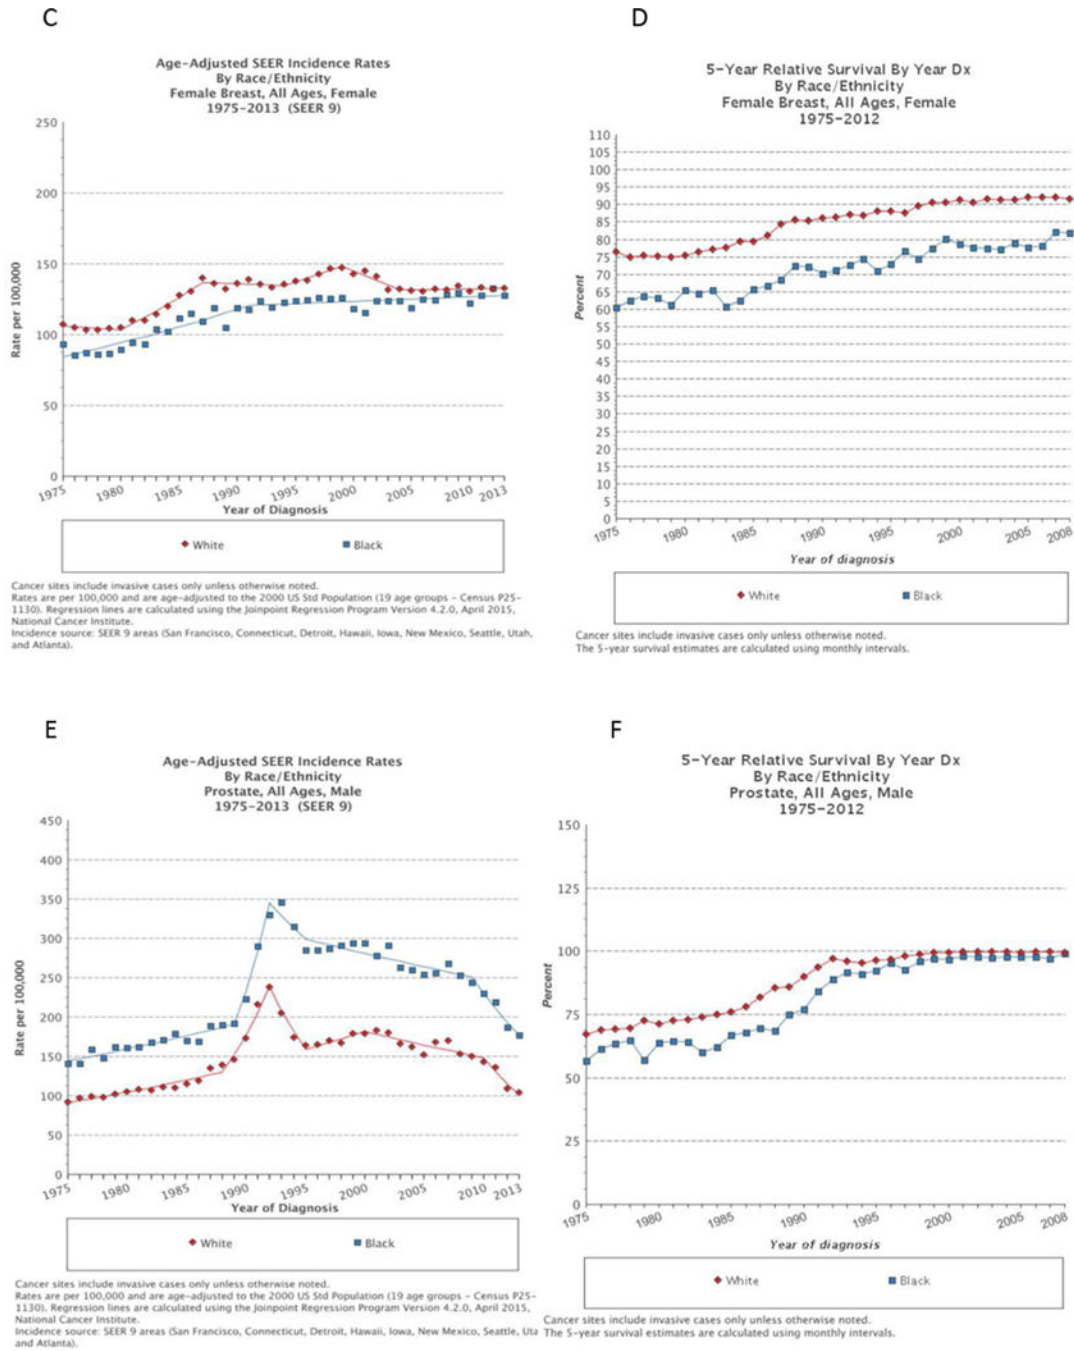 C
Age-Adjusted SEER Incidence Rates
By Race/Ethnicity
Female Breast, All Ages, Female
1975-2013 (SEER 9)
250
200
150
100
50
0
Rate per 100,000
1975
1980
1985
1990
1995
2000
2005
2010
2013
Year of Diagnosis
White
Black
Cancer sites include invasive cases only unless otherwise noted.
Rates are per 100,000 and are age-adjusted to the 2000 US Std Population (19 age groups - Census P25-
1130). Regression lines are calculated using the Joinpoint Regression Program Version 4.2.0, April 2015,
National Cancer Institute.
Incidence source: SEER 9 areas (San Francisco, Connecticut, Detroit, Hawaii, Iowa, New Mexico, Seattle, Utah,
and Atlanta).
D
5-Year Relative Survival By Year Dx
By Race/Ethnicity
Female Breast, All Ages, Female
1975-2012
110
105
100
95
90
85
80
75
70
65
60
55
50
45
40
35
30
25
20
15
10
5
0
Percent
1975
1980
1985
1990
1995
2000
2005
2008
Year of diagnosis
White
Black
Cancer sites include invasive cases only unless otherwise noted.
The 5-year survival estimates are calculated using monthly intervals.
E
Age-Adjusted SEER Incidence Rates
By Race/Ethnicity
Prostate, All Ages, Male
1975-2013 (SEER 9)
450
400
350
300
250
200
150
100
50
0
Rate per 100,000
1975
1980
1985
1990
1995
2000
2005
2010
2013
Year of Diagnosis
White
Black
Cancer sites include invasive cases only unless otherwise noted.
Rates are per 100,000 and are age-adjusted to the 2000 US Std Population (19 age groups - Census P25-
1130). Regression lines are calculated using the Joinpoint Regression Program Version 4.2.0, April 2015,
National Cancer Institute.
Incidence source: SEER 9 areas (San Francisco, Connecticut, Detroit, Hawaii, Iowa, New Mexico, Seattle, Uta
and Atlanta).
F
5-Year Relative Survival By Year Dx
By Race/Ethnicity
Prostate, All Ages, Male
1975-2012
150
125
100
75
50
25
0
Percent
1975
1980
1985
1990
1995
2000
2005
2008
Year of diagnosis
White
Black
Cancer sites include invasive cases only unless otherwise noted.
The 5-year survival estimates are calculated using monthly intervals.